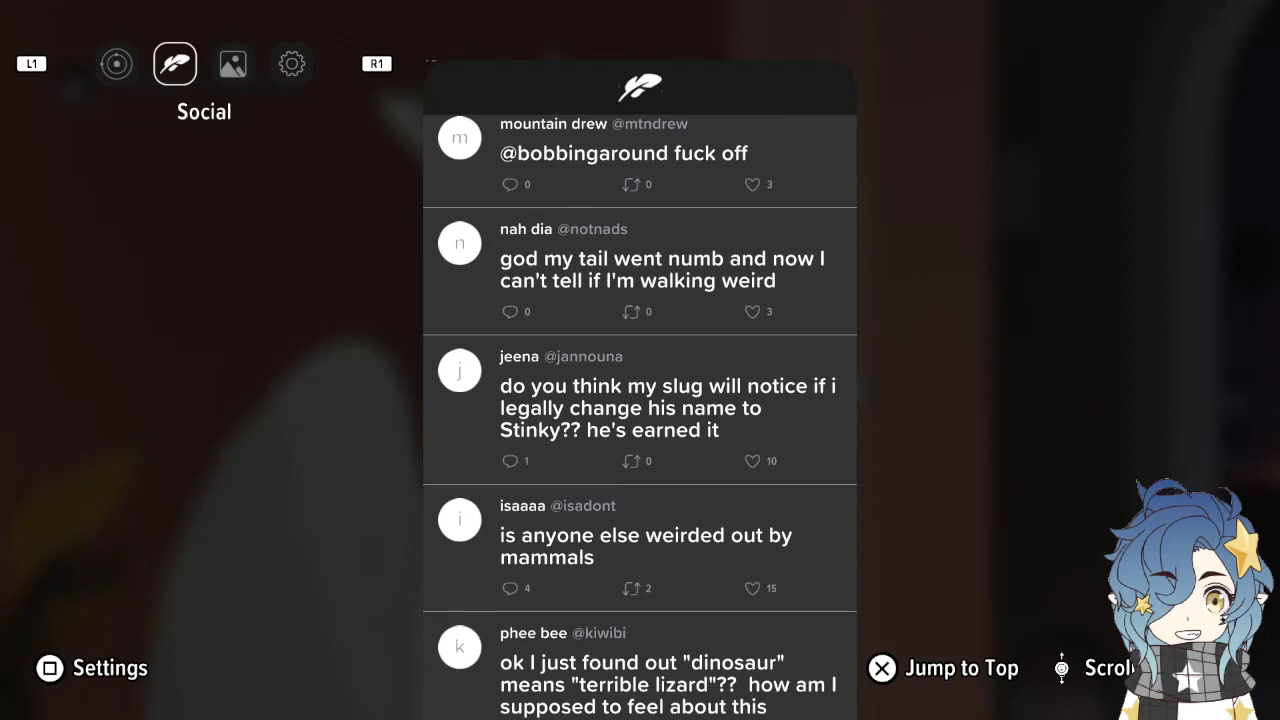 L1
R1
Social
mountain drew @mtndrew
m
@bobbingaround fuck off
0 0 3
nah dia @notnads
n
god my tail went numb and now I
can't tell if I'm walking weird
0 0 3
jeena @jannouna
j
do you think my slug will notice if i
legally change his name to
Stinky?? he's earned it
1 0 10
isaaaa @isadont
i
is anyone else weirded out by
mammals
4 2 15
phee bee @kiwibi
k
ok I just found out "dinosaur"
means "terrible lizard"?? how am I
supposed to feel about this
Settings
Jump to Top